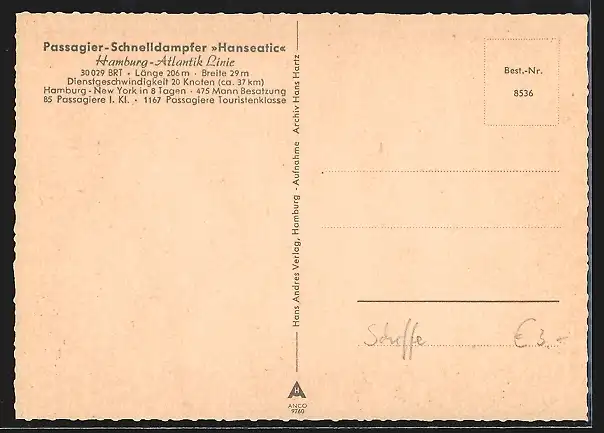 Passagier-Schnelldampfer »Hanseatic«
Hamburg-Atlantik Linie
30029 BRT · Länge 206 m · Breite 29 m
Dienstgeschwindigkeit 20 Knoten (ca. 37 km)
Hamburg - New York in 8 Tagen · 475 Mann Besatzung
85 Passagiere I. Kl. · 1167 Passagiere Touristenklasse
Hans Andres Verlag, Hamburg - Aufnahme Archiv Hans Hartz
Best.-Nr.
8536
Schiffe € 3,-
H
ANCO
9760